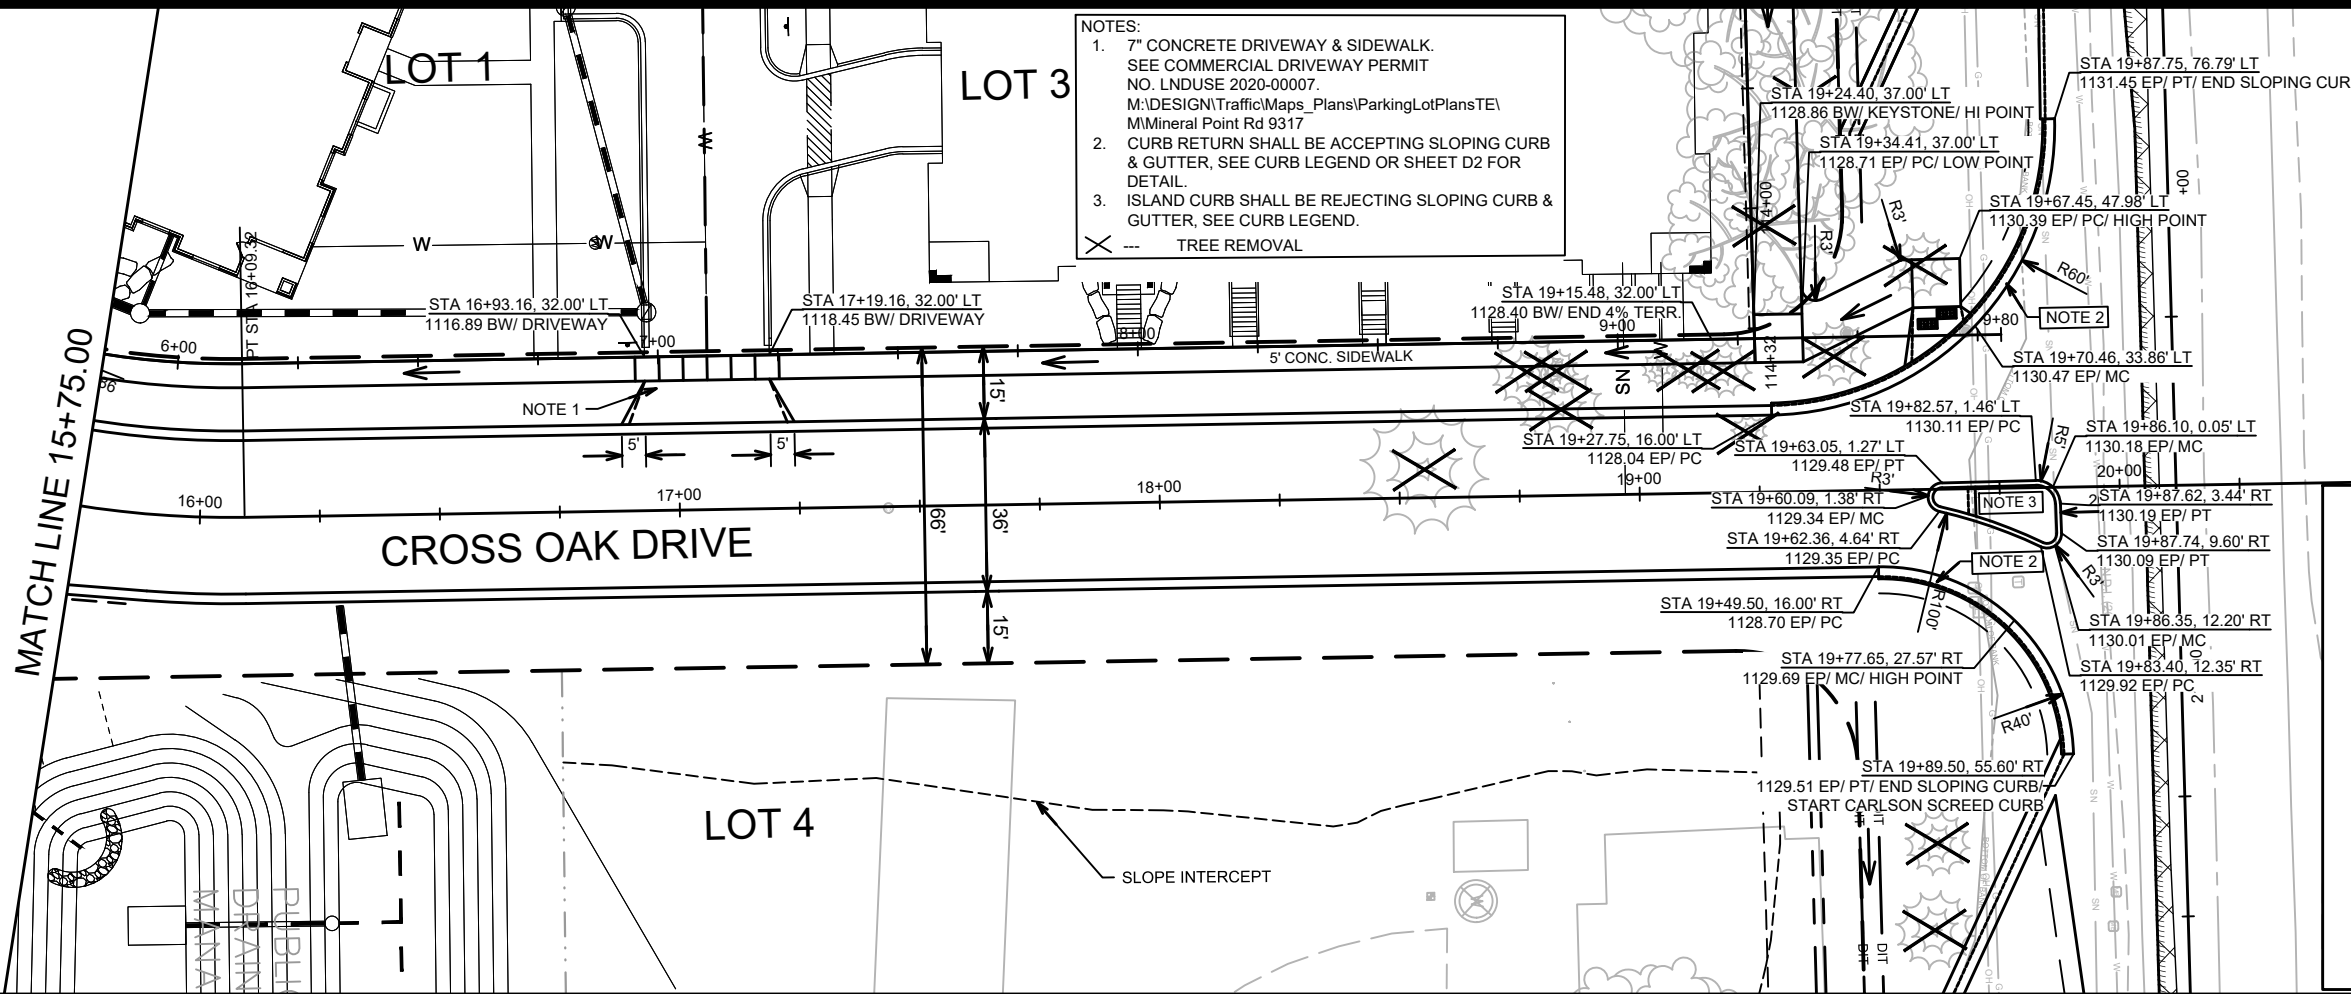 NOTES:
1. 7" CONCRETE DRIVEWAY & SIDEWALK.
SEE COMMERCIAL DRIVEWAY PERMIT
NO. LNDUSE 2020-00007.
M:\DESIGN\Traffic\Maps_Plans\ParkingLotPlansTE\
M\Mineral Point Rd 9317
2. CURB RETURN SHALL BE ACCEPTING SLOPING CURB
& GUTTER, SEE CURB LEGEND OR SHEET D2 FOR
DETAIL.
3. ISLAND CURB SHALL BE REJECTING SLOPING CURB &
GUTTER, SEE CURB LEGEND.
--- TREE REMOVAL
LOT 1
LOT 3
W
W
W
STA 19+87.75, 76.79' LT
1131.45 EP/ PT/ END SLOPING CUR
STA 19+24.40, 37.00' LT
1128.86 BW/ KEYSTONE/ HI POINT
STA 19+34.41, 37.00' LT
1128.71 EP/ PC/ LOW POINT
STA 19+67.45, 47.98' LT
1130.39 EP/ PC/ HIGH POINT
+00
R3'
R3'
R60'
NOTE 2
9+80
PT STA 16+09.32
STA 16+93.16, 32.00' LT
1116.89 BW/ DRIVEWAY
STA 17+19.16, 32.00' LT
1118.45 BW/ DRIVEWAY
STA 19+15.48, 32.00' LT
1128.40 BW/ END 4% TERR.
6+00
7+00
8+00
9+00
5' CONC. SIDEWALK
114+32
SN
STA 19+70.46, 33.86' LT
1130.47 EP/ MC
NOTE 1
5'
5'
15'
36'
66'
15'
STA 19+82.57, 1.46' LT
1130.11 EP/ PC
STA 19+27.75, 16.00' LT
1128.04 EP/ PC
STA 19+63.05, 1.27' LT
1129.48 EP/ PT
R5'
STA 19+86.10, 0.05' LT
1130.18 EP/ MC
20+00
R3'
16+00
17+00
18+00
19+00
STA 19+60.09, 1.38' RT
1129.34 EP/ MC
NOTE 3
STA 19+87.62, 3.44' RT
1130.19 EP/ PT
STA 19+62.36, 4.64' RT
1129.35 EP/ PC
STA 19+87.74, 9.60' RT
1130.09 EP/ PT
CROSS OAK DRIVE
NOTE 2
R3'
R100'
STA 19+49.50, 16.00' RT
1128.70 EP/ PC
STA 19+86.35, 12.20' RT
1130.01 EP/ MC
STA 19+77.65, 27.57' RT
1129.69 EP/ MC/ HIGH POINT
STA 19+83.40, 12.35' RT
1129.92 EP/ PC
R40'
MATCH LINE 15+75.00
STA 19+89.50, 55.60' RT
1129.51 EP/ PT/ END SLOPING CURB/
START CARLSON SCREED CURB
LOT 4
SLOPE INTERCEPT
DIT
DIT
PUBLIC
DRAIN
MAINA